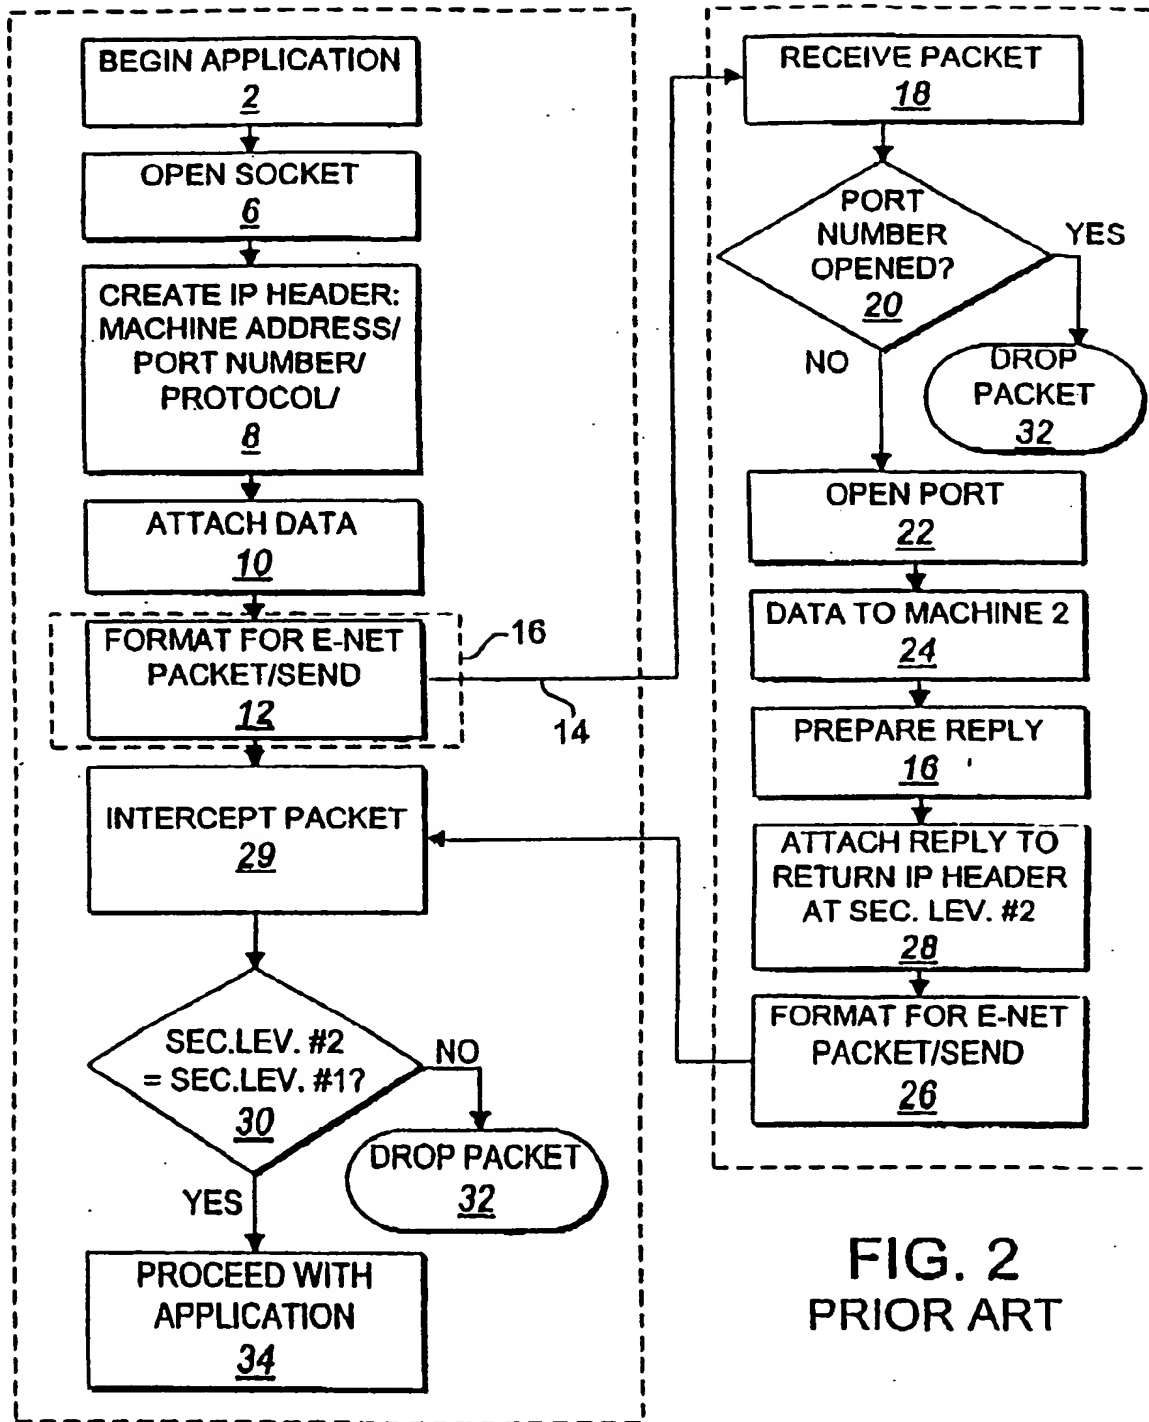 BEGIN APPLICATION
2
OPEN SOCKET
6
CREATE IP HEADER:
MACHINE ADDRESS/
PORT NUMBER/
PROTOCOL/
8
ATTACH DATA
10
FORMAT FOR E-NET
PACKET/SEND
12
16
14
INTERCEPT PACKET
29
SEC.LEV. #2
= SEC.LEV. #1?
30
NO
DROP PACKET
32
YES
PROCEED WITH
APPLICATION
34
RECEIVE PACKET
18
PORT
NUMBER
OPENED?
20
YES
DROP
PACKET
32
NO
OPEN PORT
22
DATA TO MACHINE 2
24
PREPARE REPLY
16
ATTACH REPLY TO
RETURN IP HEADER
AT SEC. LEV. #2
28
FORMAT FOR E-NET
PACKET/SEND
26
FIG. 2
PRIOR ART